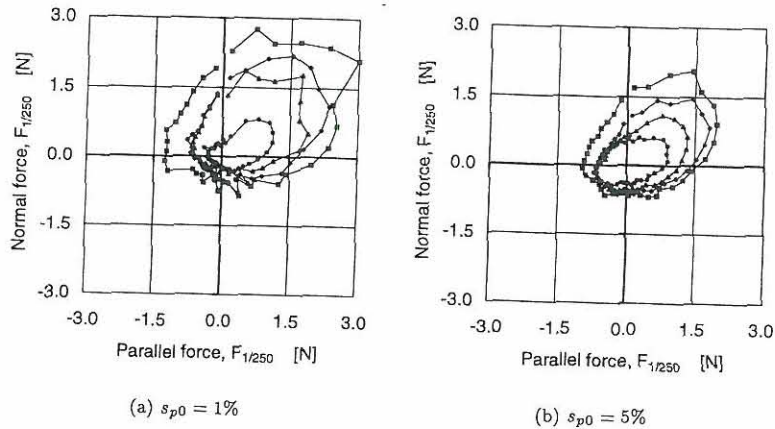 3.0
1.5
0.0
-1.5
-3.0
Normal force, F1/250 [N]
-3.0 -1.5 0.0 1.5 3.0
Parallel force, F1/250 [N]
(a) sp0 = 1%
3.0
1.5
0.0
-1.5
-3.0
Normal force, F1/250 [N]
-3.0 -1.5 0.0 1.5 3.0
Parallel force, F1/250 [N]
(b) sp0 = 5%